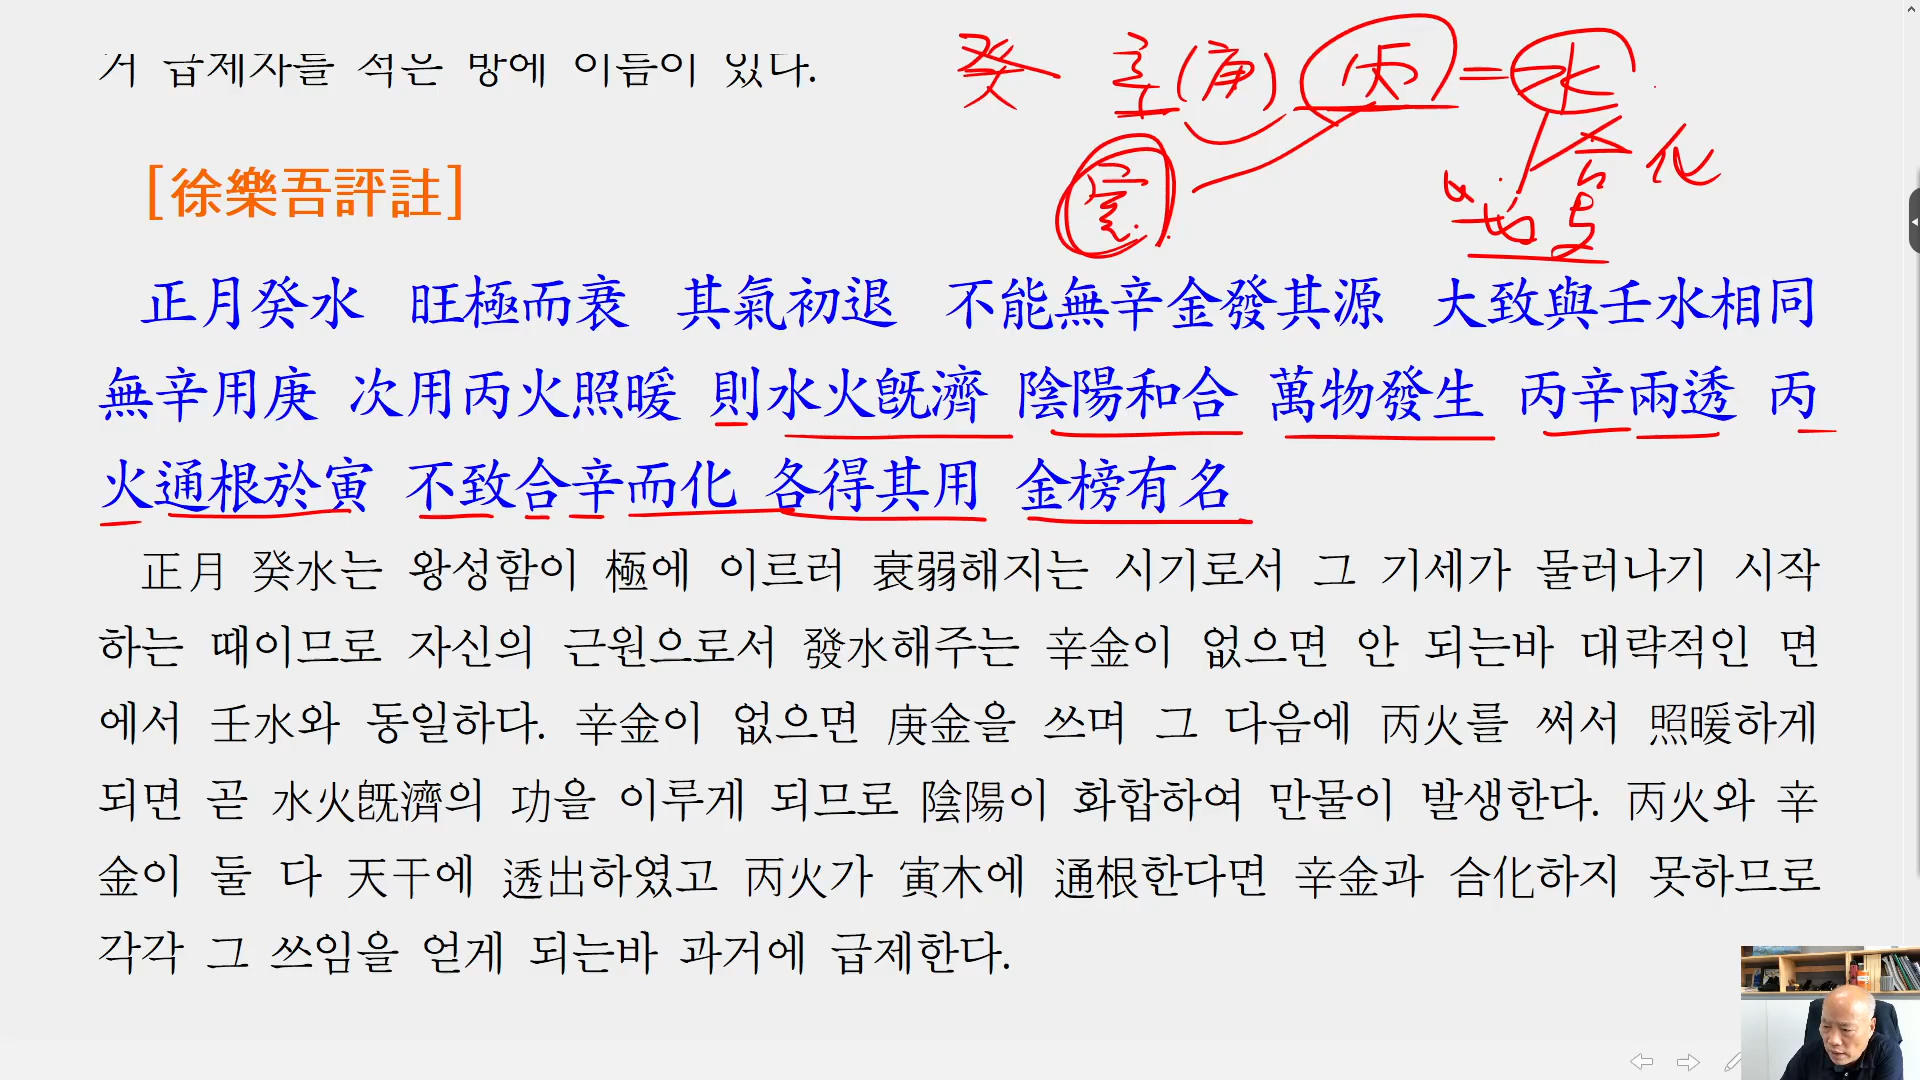 거 급제자들 적은 방에 이름이 있다.
癸 辛(庚) 丙=水
寅
合化
[徐樂吾評註]
正月癸水 旺極而衰 其氣初退 不能無辛金發其源 大致與壬水相同
無辛用庚 次用丙火照暖 則水火旣濟 陰陽和合 萬物發生 丙辛兩透 丙
火通根於寅 不致合辛而化 各得其用 金榜有名
正月 癸水는 왕성함이 極에 이르러 衰弱해지는 시기로서 그 기세가 물러나기 시작
하는 때이므로 자신의 근원으로서 發水해주는 辛金이 없으면 안 되는바 대략적인 면
에서 壬水와 동일하다. 辛金이 없으면 庚金을 쓰며 그 다음에 丙火를 써서 照暖하게
되면 곧 水火旣濟의 功을 이루게 되므로 陰陽이 화합하여 만물이 발생한다. 丙火와 辛
金이 둘 다 天干에 透出하였고 丙火가 寅木에 通根한다면 辛金과 合化하지 못하므로
각각 그 쓰임을 얻게 되는바 과거에 급제한다.